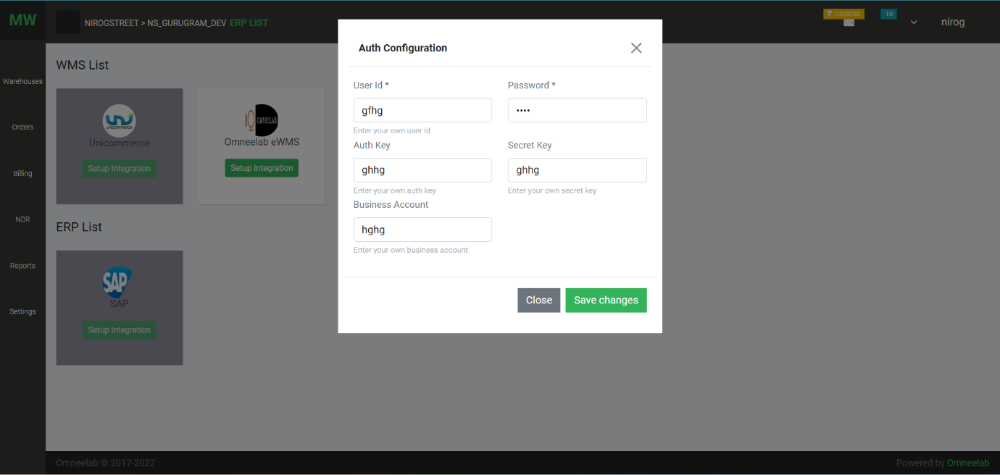 MW
NIROGSTREET > NS_GURUGRAM_DEV ERP LIST
₹ 1000000
10
nirog
Warehouses
Orders
Billing
NDR
Reports
Settings
WMS List
unicommerce
Unicommerce
Setup Integration
OMNEELAB
Omneelab eWMS
Setup Integration
ERP List
SAP
SAP
Setup Integration
Auth Configuration
User Id *
Password *
gfhg
••••
Enter your own user id
Auth Key
Secret Key
ghhg
ghhg
Enter your own auth key
Enter your own secret key
Business Account
hghg
Enter your own business account
Close
Save changes
Omneelab © 2017-2022
Powered by Omneelab